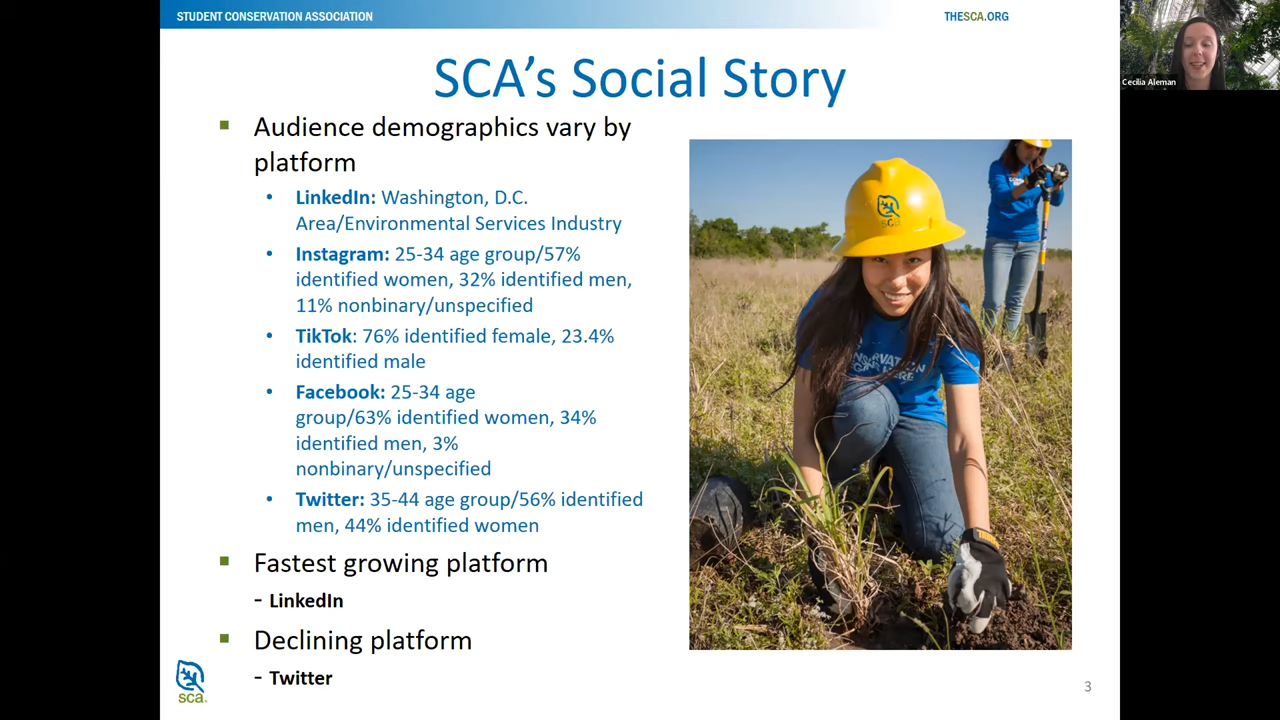 STUDENT CONSERVATION ASSOCIATION
THESCA.ORG
Cecilia Aleman
SCA's Social Story
▪ Audience demographics vary by
platform
• LinkedIn: Washington, D.C.
Area/Environmental Services Industry
• Instagram: 25-34 age group/57%
identified women, 32% identified men,
11% nonbinary/unspecified
• TikTok: 76% identified female, 23.4%
identified male
• Facebook: 25-34 age
group/63% identified women, 34%
identified men, 3%
nonbinary/unspecified
• Twitter: 35-44 age group/56% identified
men, 44% identified women
▪ Fastest growing platform
- LinkedIn
▪ Declining platform
- Twitter
sca
sca.
3